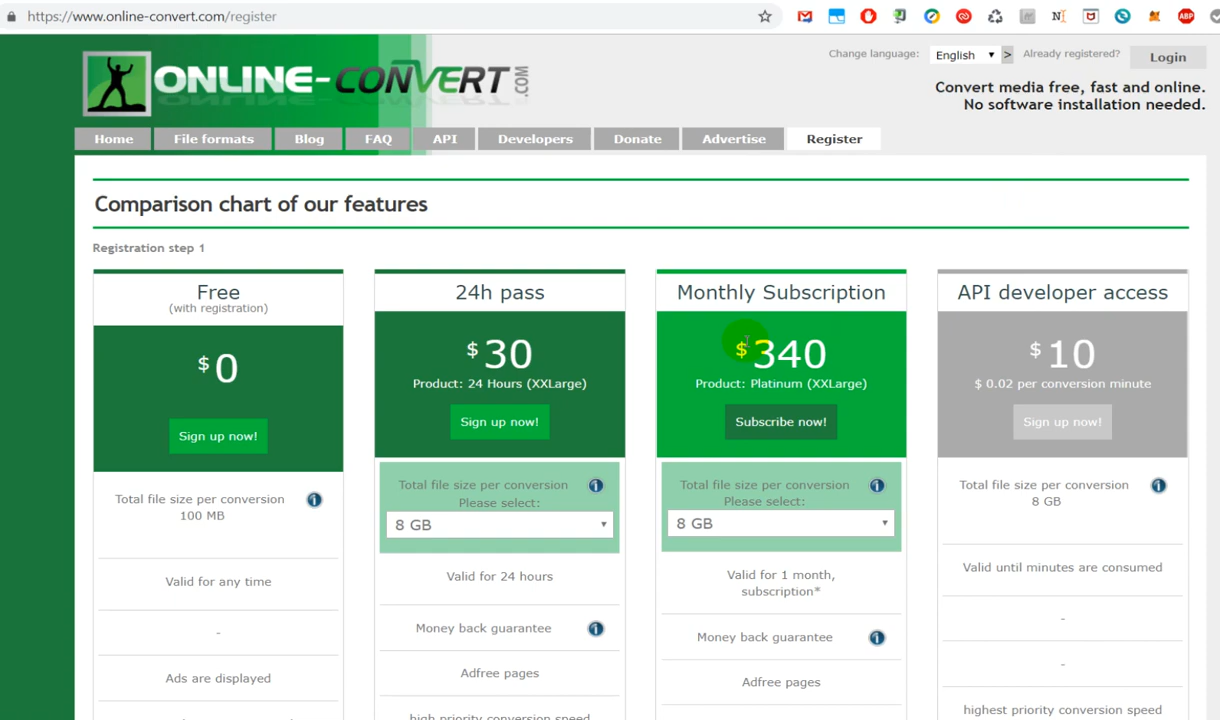 https://www.online-convert.com/register
ABP
ONLINE-CONVERT.COM
Change language:
English
>
Already registered?
Login
Convert media free, fast and online.
No software installation needed.
Home
File formats
Blog
FAQ
API
Developers
Donate
Advertise
Register
Comparison chart of our features
Registration step 1
Free
(with registration)
$ 0
Sign up now!
Total file size per conversion
100 MB
Valid for any time
-
Ads are displayed
24h pass
$ 30
Product: 24 Hours (XXLarge)
Sign up now!
Total file size per conversion
Please select:
8 GB
Valid for 24 hours
Money back guarantee
Adfree pages
high priority conversion speed
Monthly Subscription
$ 340
Product: Platinum (XXLarge)
Subscribe now!
Total file size per conversion
Please select:
8 GB
Valid for 1 month,
subscription*
Money back guarantee
Adfree pages
API developer access
$ 10
$ 0.02 per conversion minute
Sign up now!
Total file size per conversion
8 GB
Valid until minutes are consumed
-
-
highest priority conversion speed